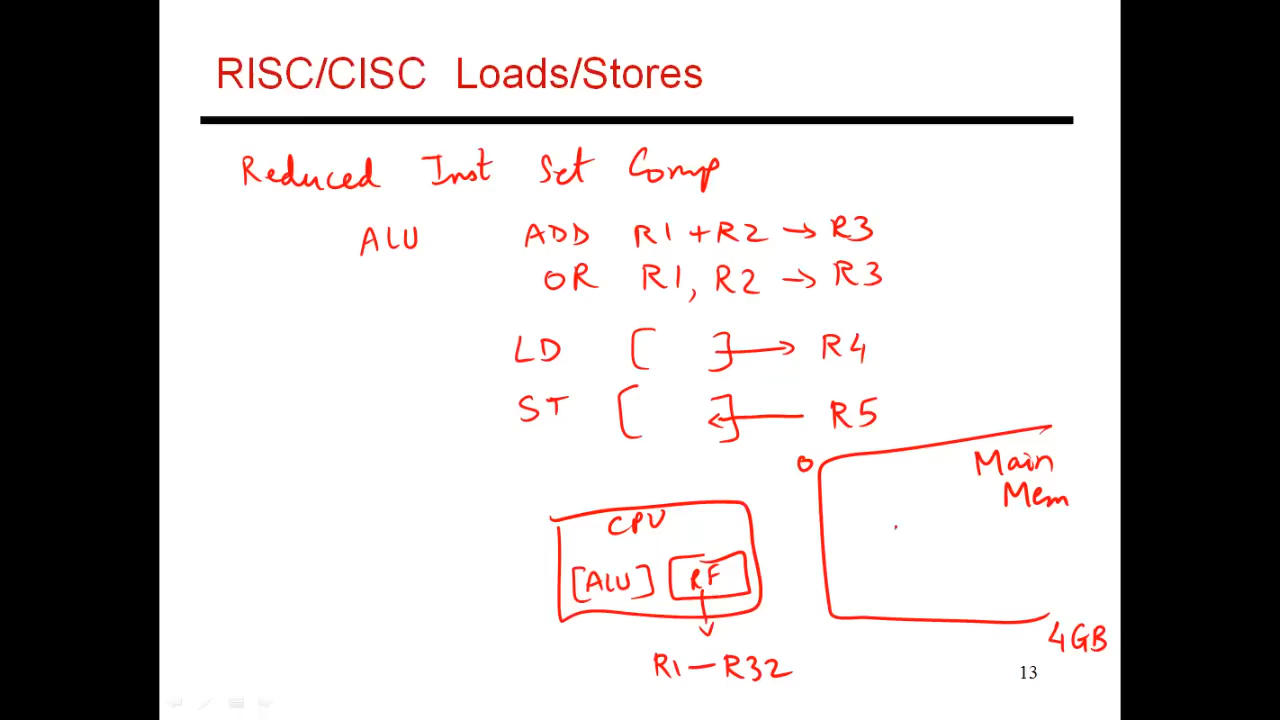 RISC/CISC Loads/Stores
Reduced Inst Set Comp
ALU ADD R1 + R2 → R3
OR R1, R2 → R3
LD [ ] → R4
ST [ ] ← R5
0 Main
Mem
CPU
[ALU] RF
4GB
R1 — R32
13